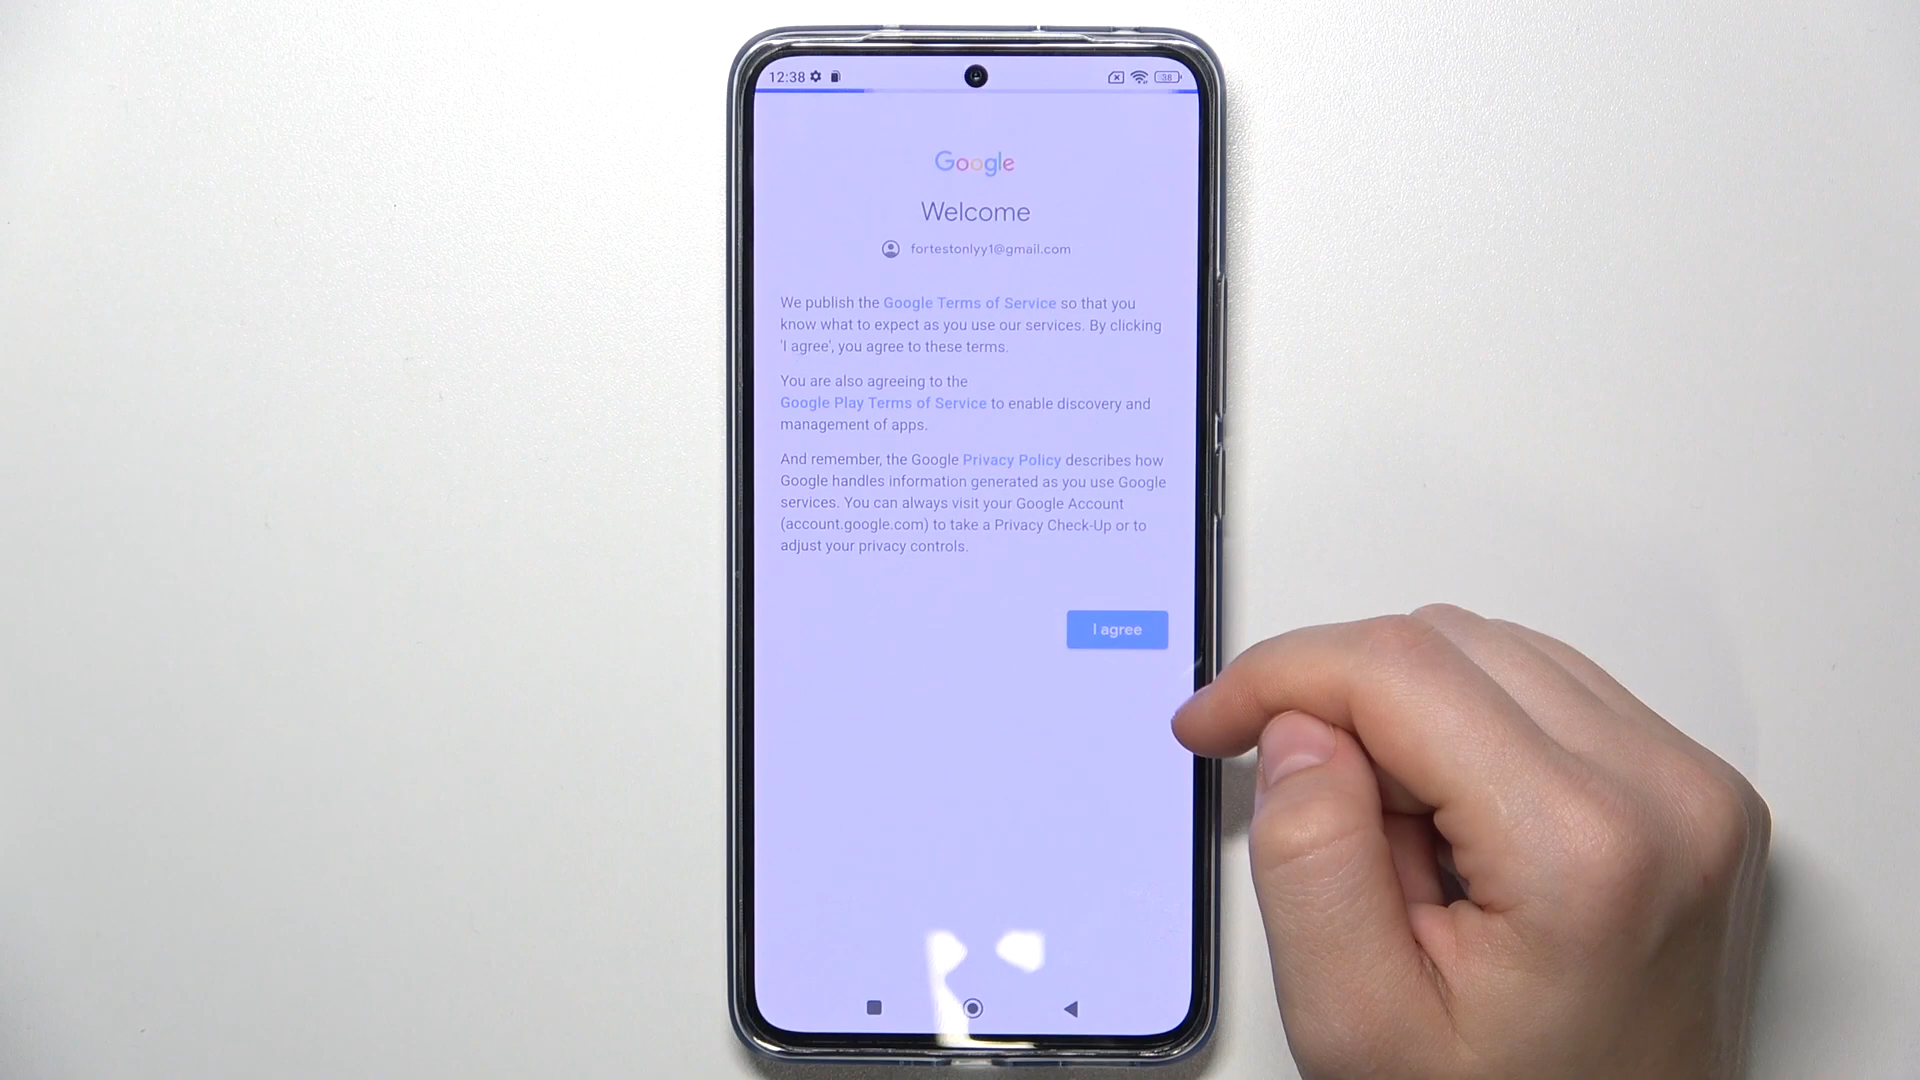 12:38
38
Google
Welcome
fortestonlyy1@gmail.com
We publish the Google Terms of Service so that you
know what to expect as you use our services. By clicking
'I agree', you agree to these terms.
You are also agreeing to the
Google Play Terms of Service to enable discovery and
management of apps.
And remember, the Google Privacy Policy describes how
Google handles information generated as you use Google
services. You can always visit your Google Account
(account.google.com) to take a Privacy Check-Up or to
adjust your privacy controls.
I agree